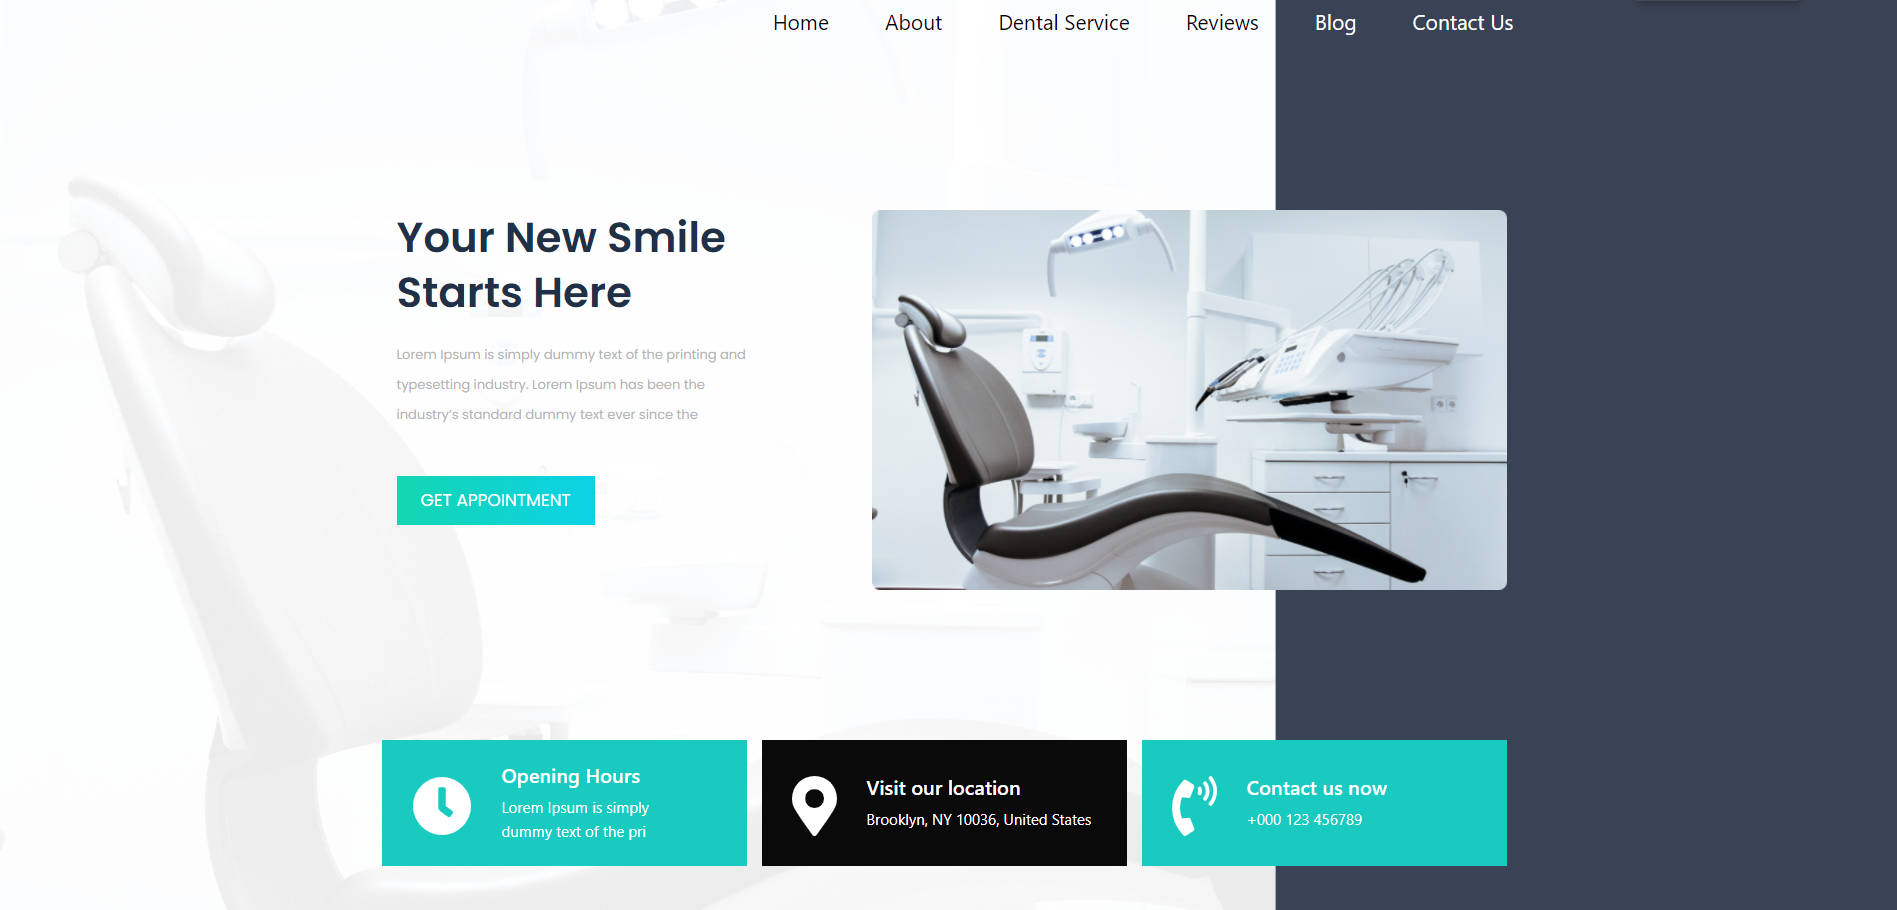 Home About Dental Service Reviews Blog Contact Us
Your New Smile
Starts Here
Lorem Ipsum is simply dummy text of the printing and
typesetting industry. Lorem Ipsum has been the
industry’s standard dummy text ever since the
GET APPOINTMENT
Opening Hours
Lorem Ipsum is simply
dummy text of the pri
Visit our location
Brooklyn, NY 10036, United States
Contact us now
+000 123 456789